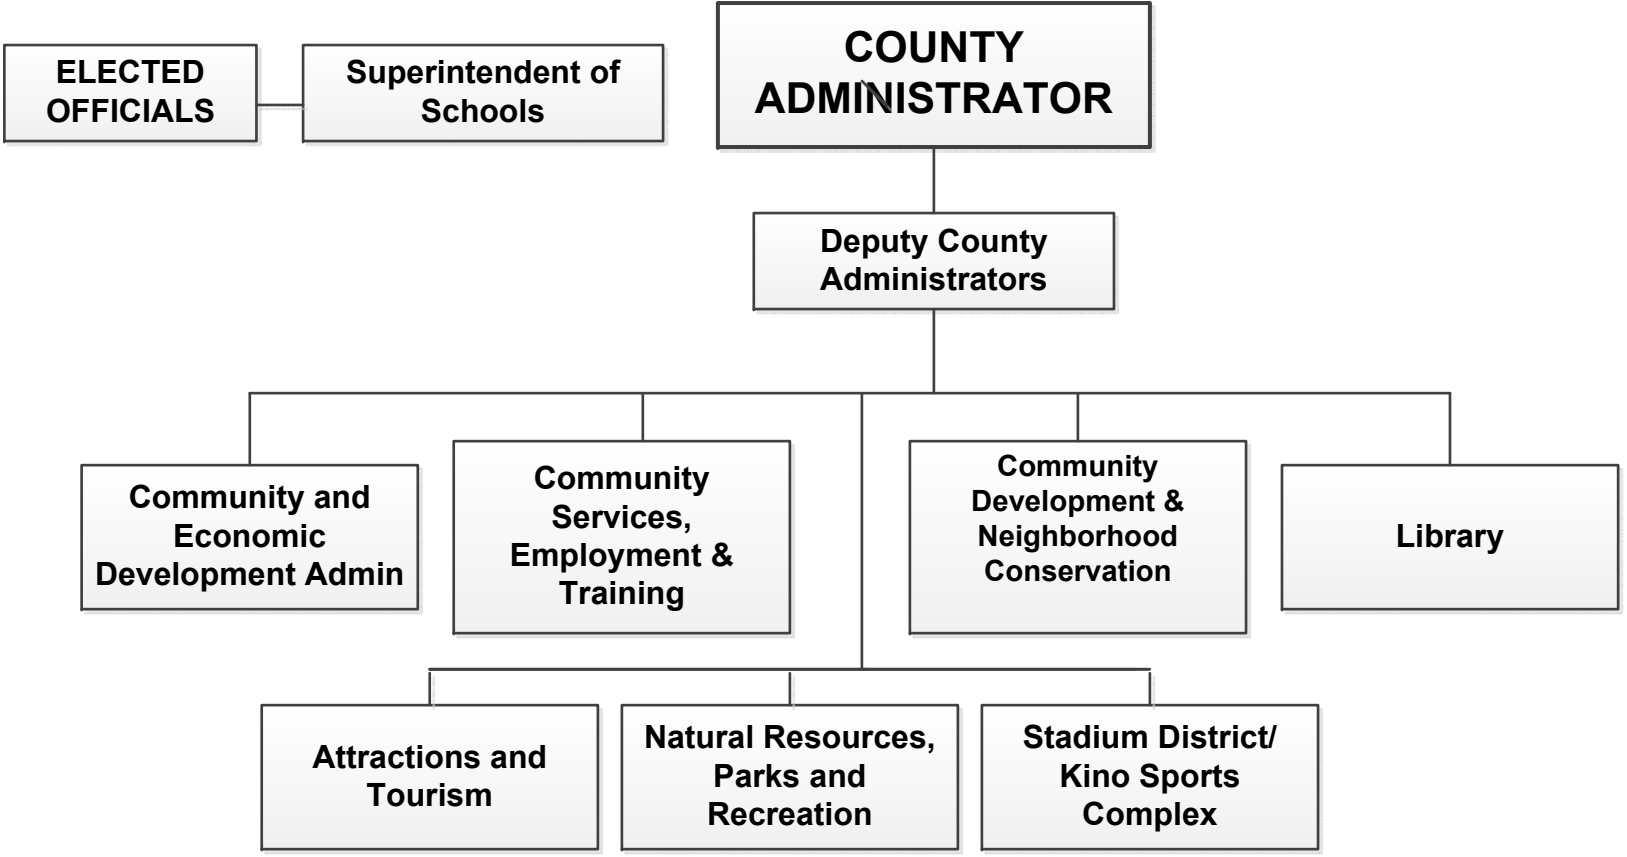 ELECTED
OFFICIALS
Superintendent of
Schools
COUNTY
ADMINISTRATOR
Deputy County
Administrators
Community and
Economic
Development Admin
Community
Services,
Employment &
Training
Community
Development &
Neighborhood
Conservation
Library
Attractions and
Tourism
Natural Resources,
Parks and
Recreation
Stadium District/
Kino Sports
Complex